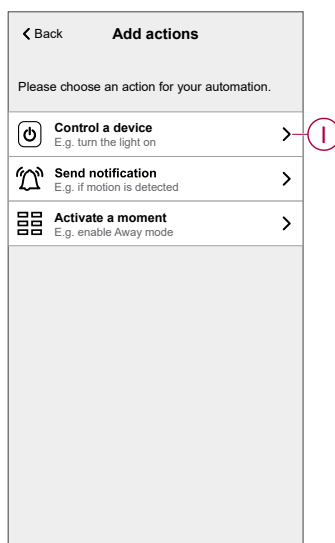 Back
Add actions
Please choose an action for your automation.
Control a device
E.g. turn the light on
I
Send notification
E.g. if motion is detected
Activate a moment
E.g. enable Away mode